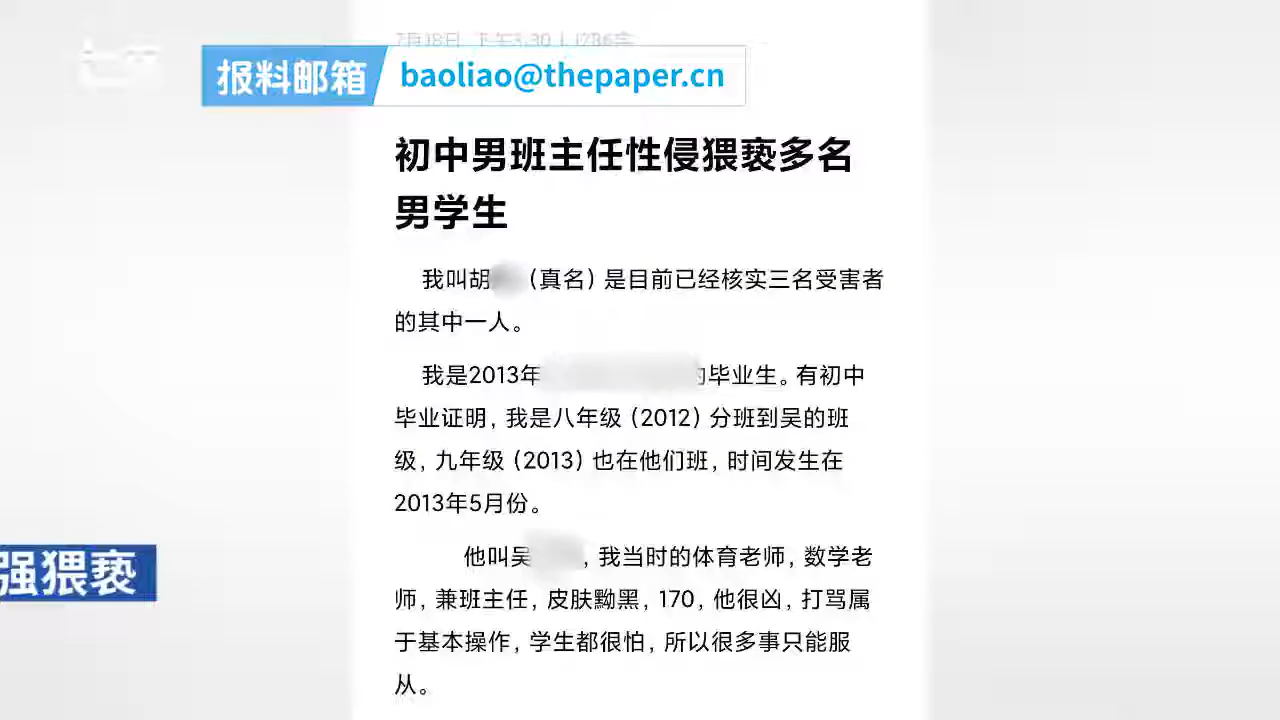 报料邮箱 baoliao@thepaper.cn
初中男班主任性侵猥亵多名
男学生
我叫胡（真名）是目前已经核实三名受害者
的其中一人。
我是2013年的毕业生。有初中
毕业证明，我是八年级（2012）分班到吴的班
级，九年级（2013）也在他们班，时间发生在
2013年5月份。
强猥亵
他叫吴，我当时的体育老师，数学老
师，兼班主任，皮肤黝黑，170，他很凶，打骂属
于基本操作，学生都很怕，所以很多事只能服
从。